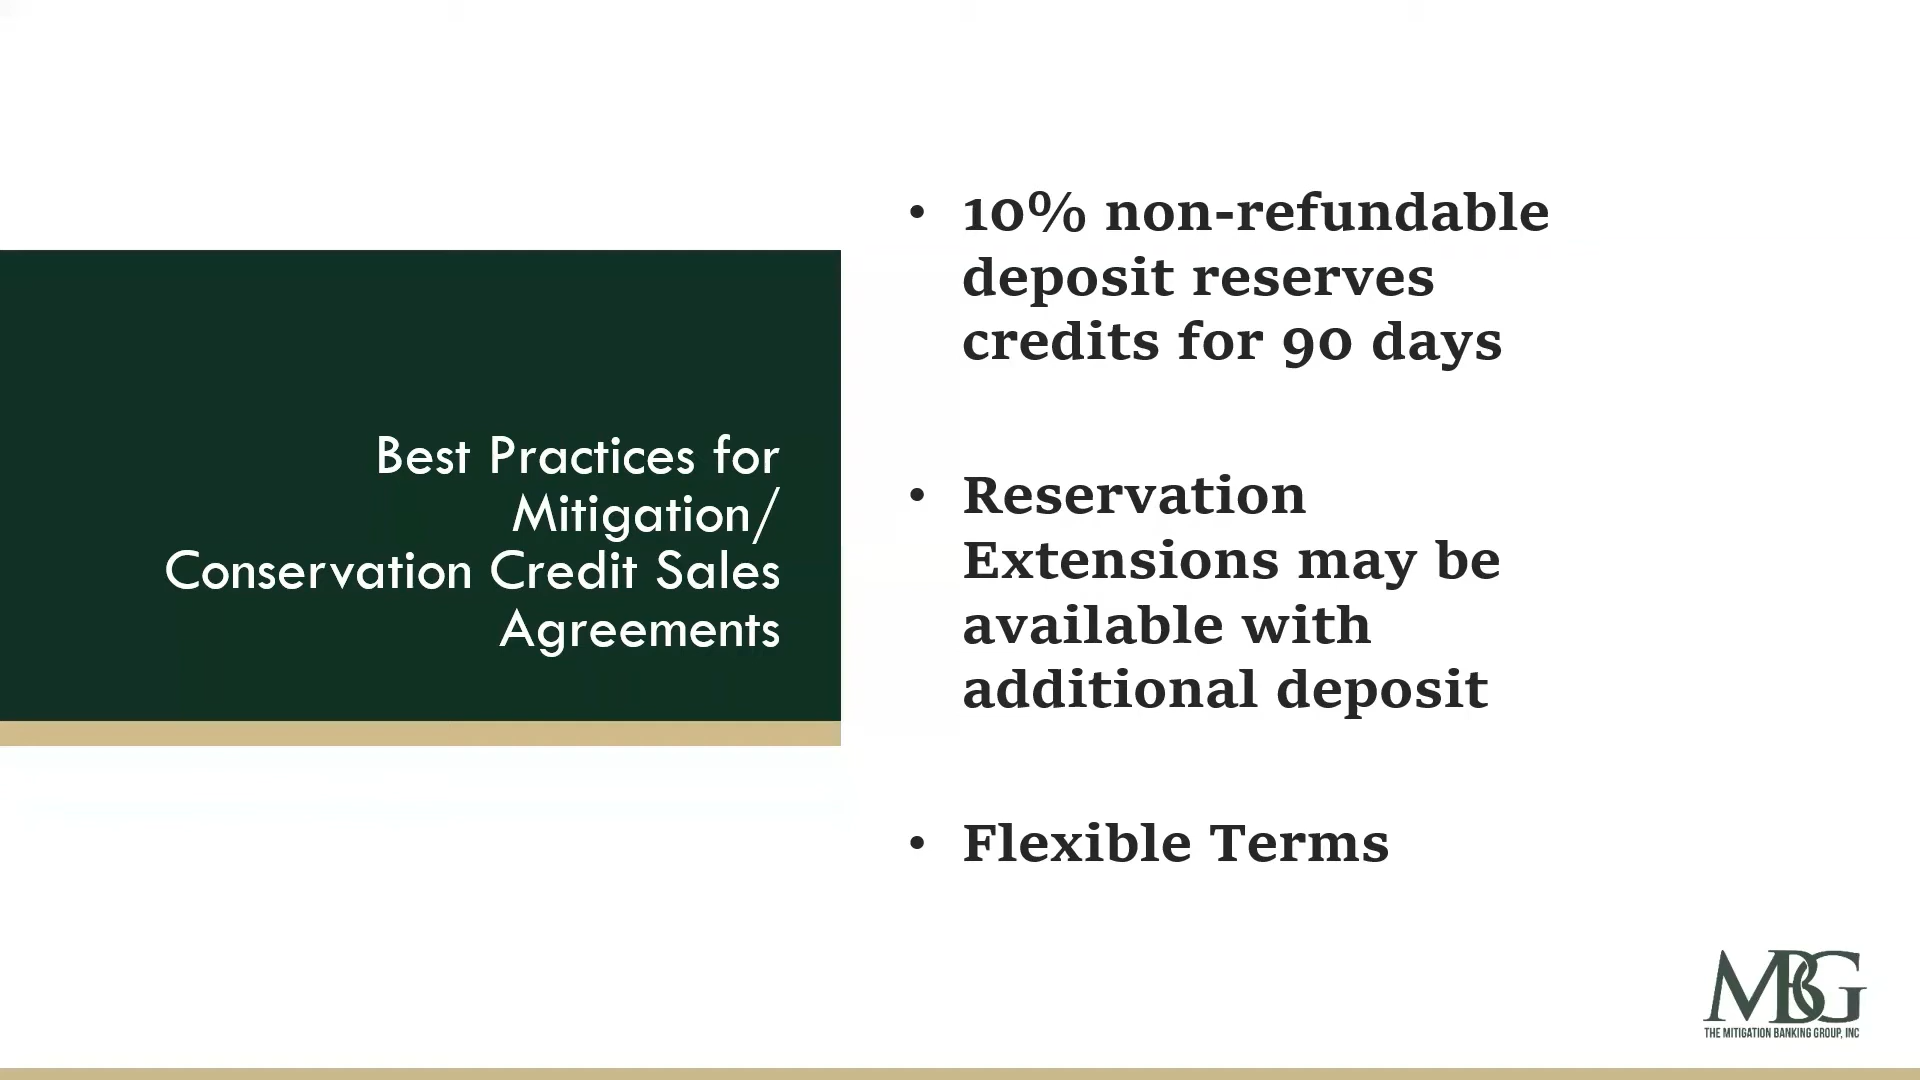 Best Practices for
Mitigation/
Conservation Credit Sales
Agreements
• 10% non-refundable
deposit reserves
credits for 90 days
• Reservation
Extensions may be
available with
additional deposit
• Flexible Terms
MBG
THE MITIGATION BANKING GROUP, INC